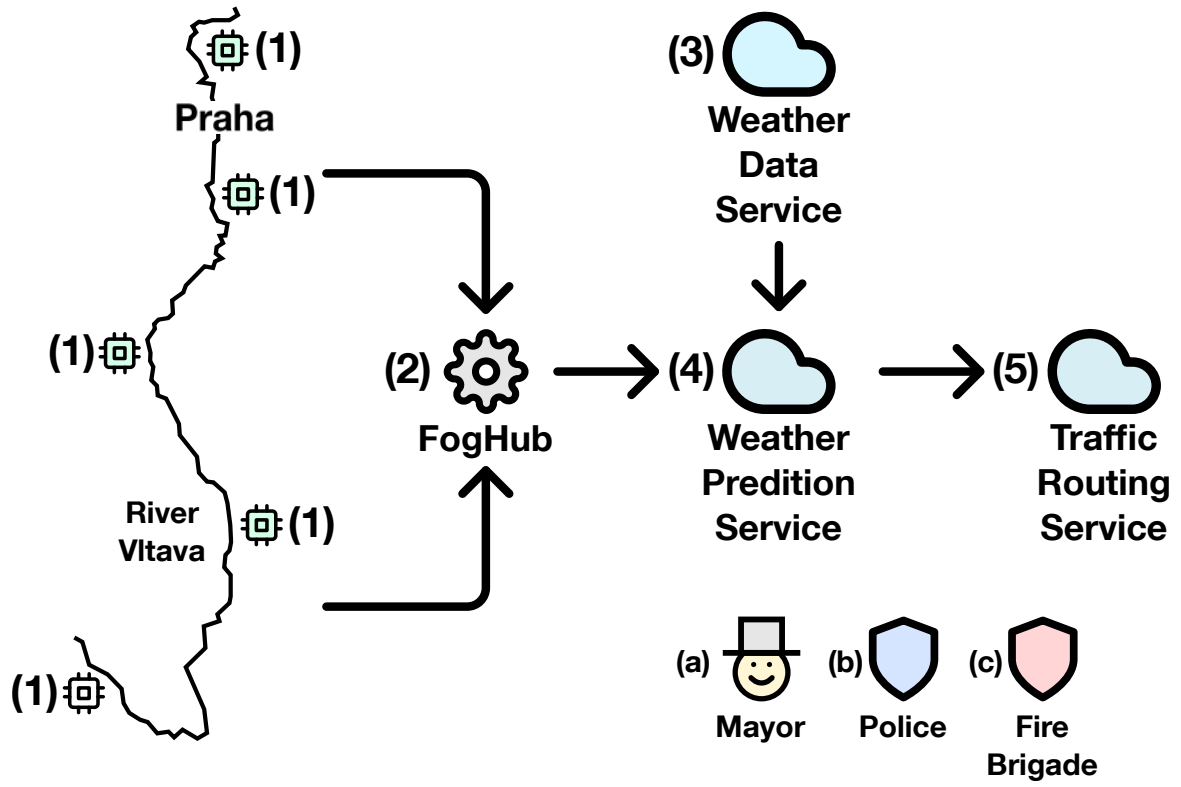 (1)
Praha
(1)
(1)
River
Vltava
(1)
(1)
(2)
FogHub
(3)
Weather
Data
Service
(4)
Weather
Predition
Service
(5)
Traffic
Routing
Service
(a)
Mayor
(b)
Police
(c)
Fire
Brigade